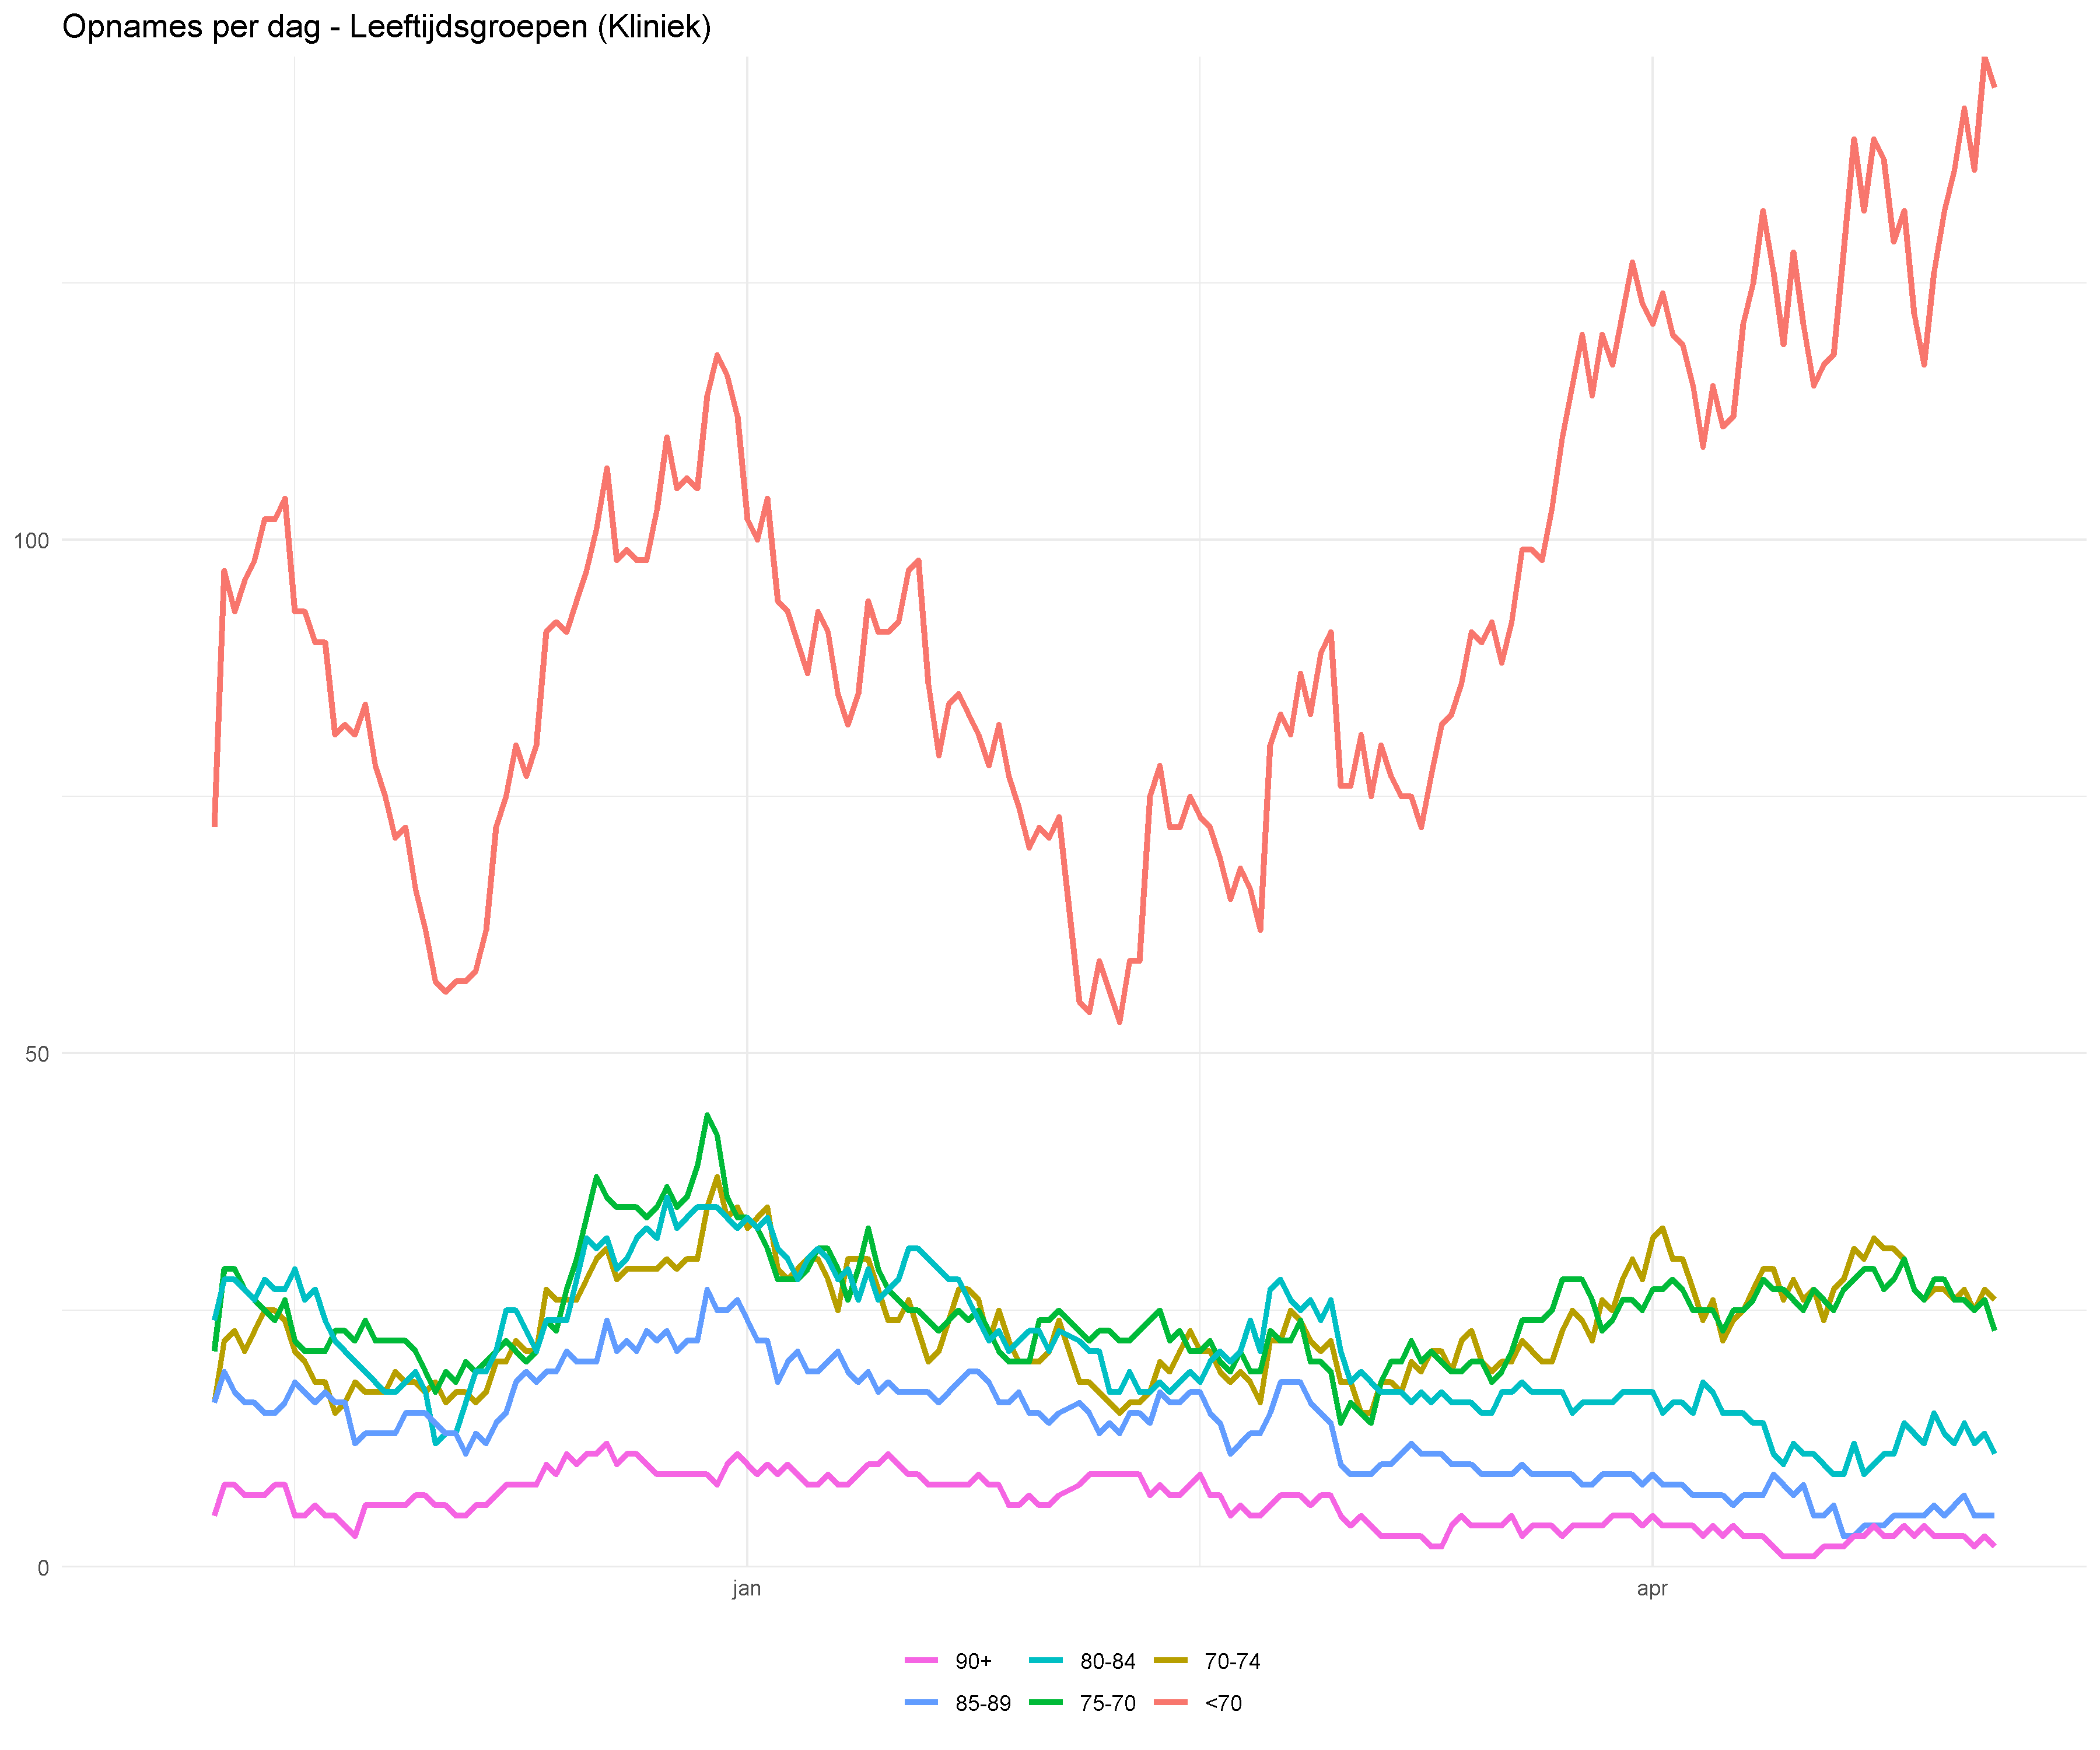 Opnames per dag - Leeftijdsgroepen (Kliniek)
100
50
0
jan apr
90+ 80-84 70-74
85-89 75-70 <70